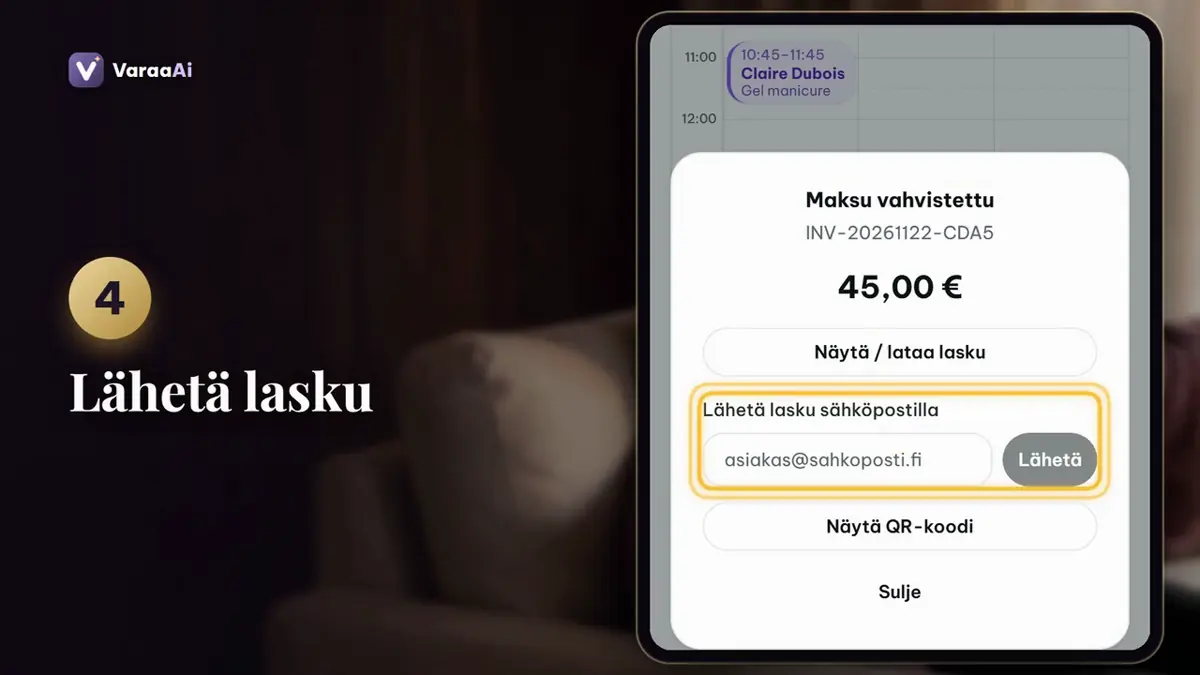 VaraaAi
4
Lähetä lasku
11:00
10:45–11:45
Claire Dubois
Gel manicure
12:00
Maksu vahvistettu
INV-20261122-CDA5
45,00 €
Näytä / lataa lasku
Lähetä lasku sähköpostilla
asiakas@sahkoposti.fi
Lähetä
Näytä QR-koodi
Sulje